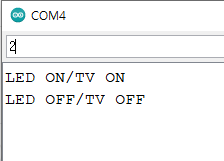 COM4
2
LED ON/TV ON
LED OFF/TV OFF